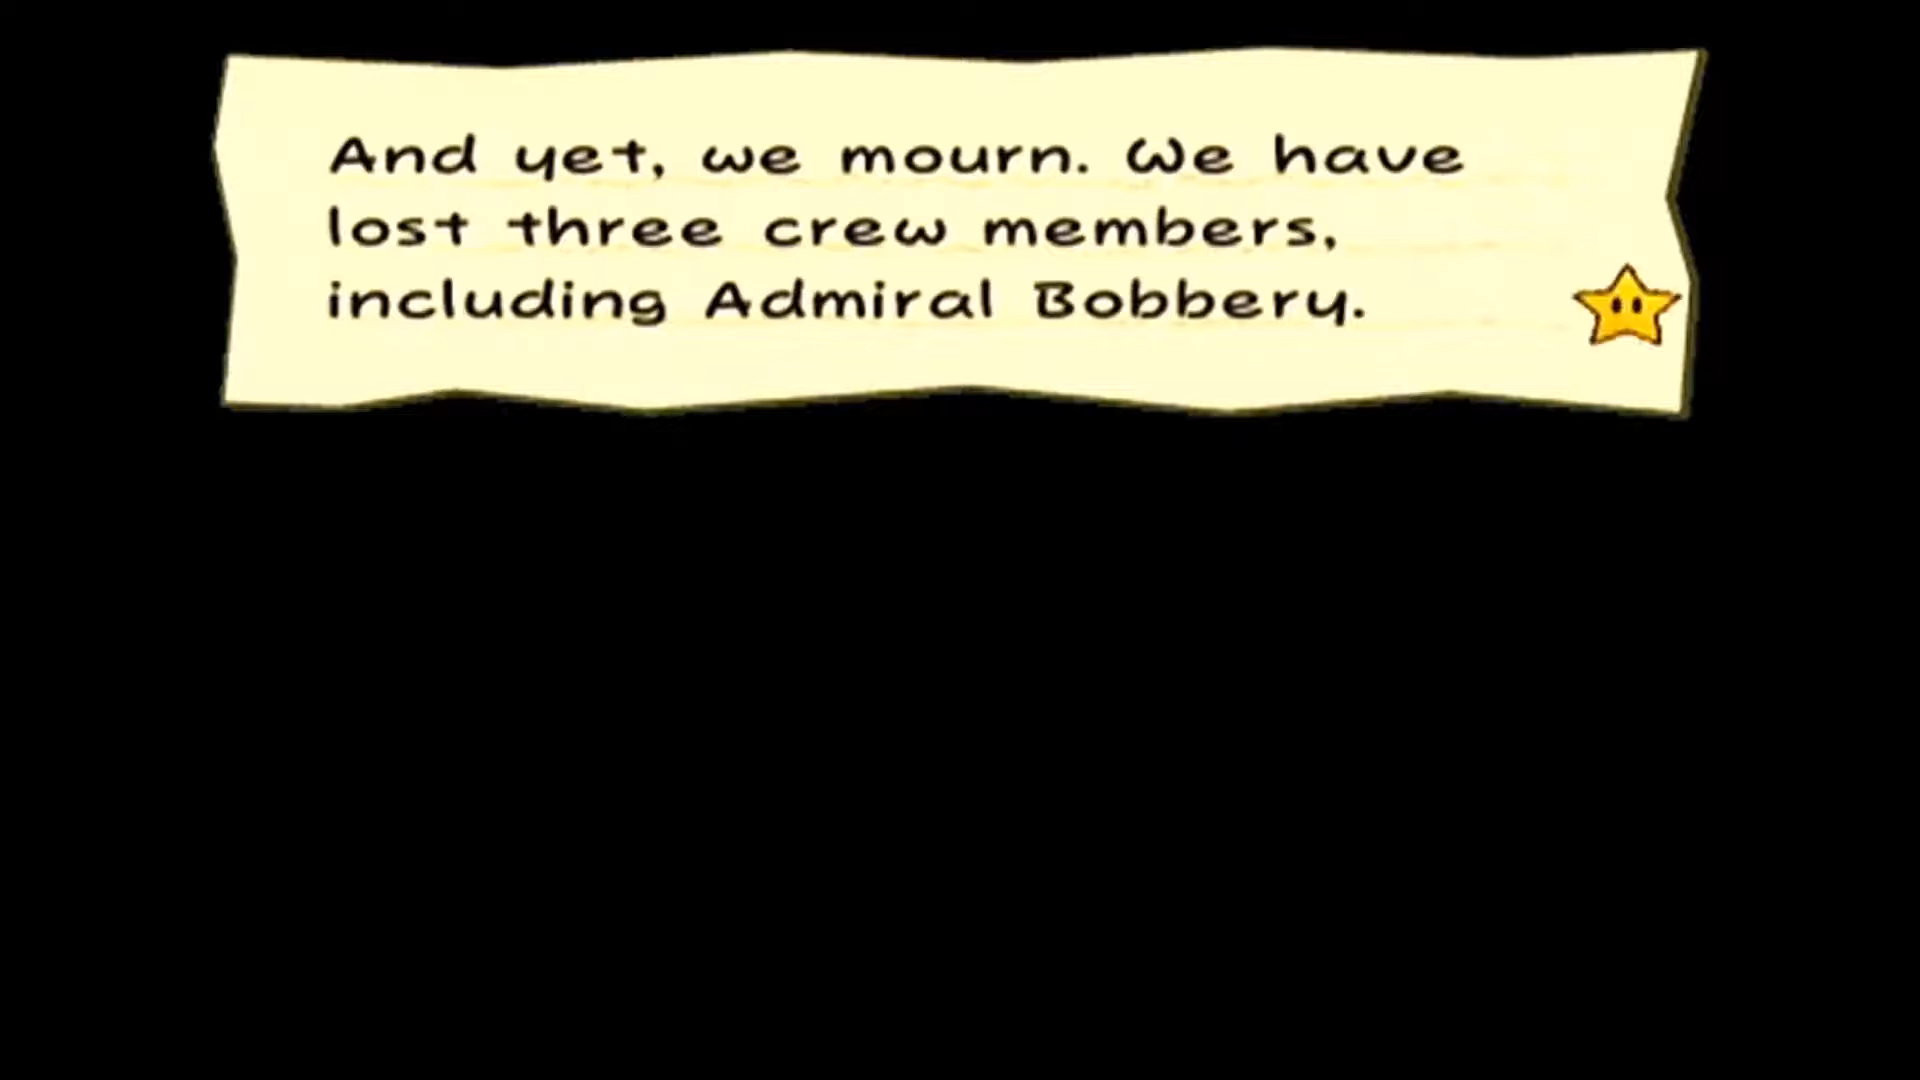 And yet, we mourn. We have
lost three crew members,
including Admiral Bobbery.